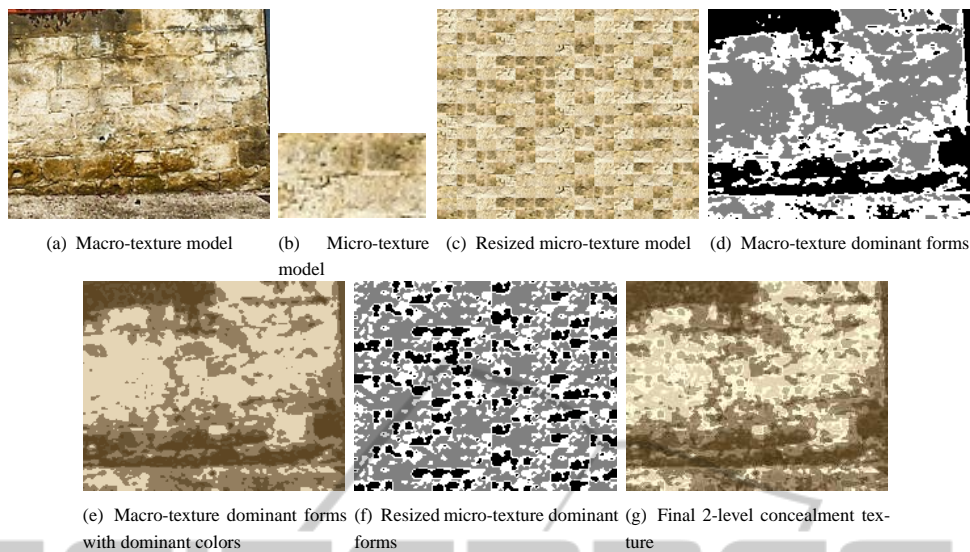 (a) Macro-texture model
(b) Micro-texture
model
(c) Resized micro-texture model
(d) Macro-texture dominant forms
(e) Macro-texture dominant forms
with dominant colors
(f) Resized micro-texture dominant
forms
(g) Final 2-level concealment tex-
ture